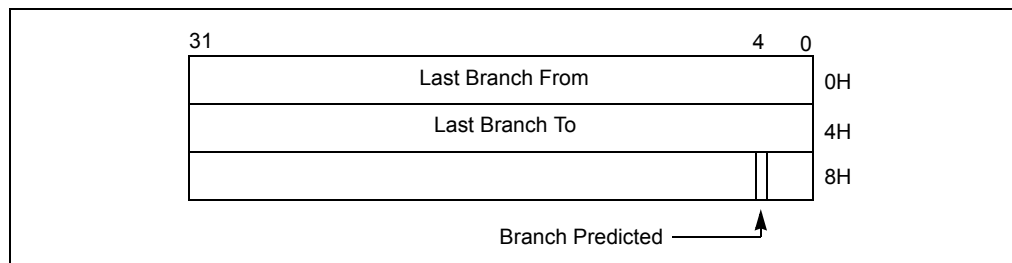 31 4 0
Last Branch From 0H
Last Branch To 4H
8H
Branch Predicted